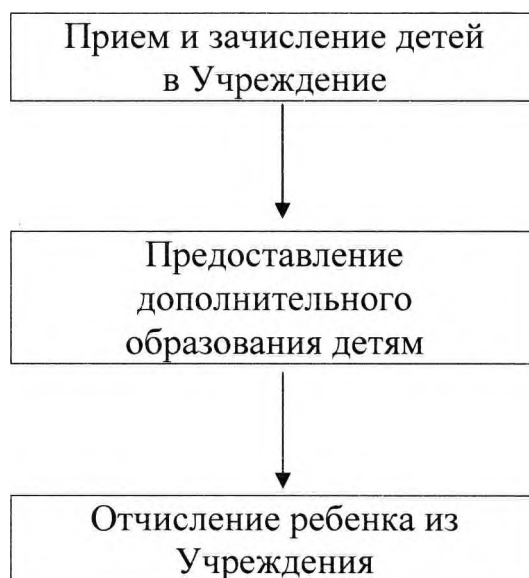 Прием и зачисление детей
в Учреждение
Предоставление
дополнительного
образования детям
Отчисление ребенка из
Учреждения